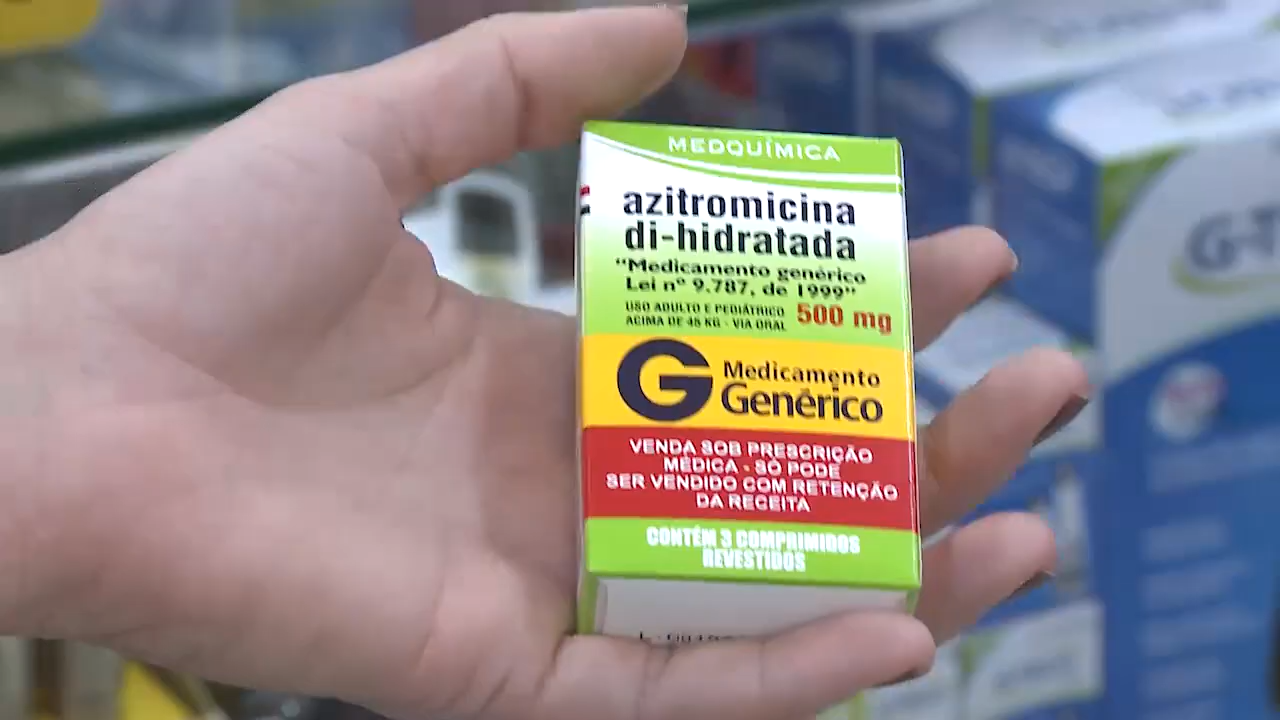 MEDQUÍMICA
azitromicina
di-hidratada
"Medicamento genérico
Lei nº 9.787, de 1999"
USO ADULTO E PEDIÁTRICO
ACIMA DE 45 KG - VIA ORAL
500 mg
G Medicamento
Genérico
VENDA SOB PRESCRIÇÃO
MÉDICA - SÓ PODE
SER VENDIDO COM RETENÇÃO
DA RECEITA
CONTÉM 3 COMPRIMIDOS
REVESTIDOS